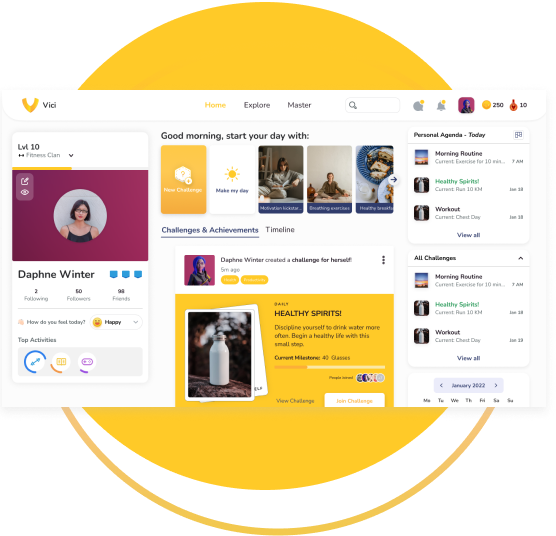 Vici
Home
Explore
Master
250
10
Lvl 10
Fitness Clan
Daphne Winter
2
50
98
Following
Followers
Friends
How do you feel today?
Happy
Top Activities
Good morning, start your day with:
New Challenge
Make my day
Motivation kickstar...
Breathing exercises
Healthy breakfa
Challenges & Achievements
Timeline
Daphne Winter created a challenge for herself!
5m ago
DAILY
HEALTHY SPIRITS!
Discipline yourself to drink water more
often. Begin a healthy life with this
small step.
Current Milestone: 40 Glasses
People joined
View Challenge
Join Challenge
Personal Agenda - Today
Morning Routine
Current: Exercise for 10 min...
7 AM
Healthy Spirits!
Current: Run 10 KM
Jan 18
Workout
Current: Chest Day
Jan 19
View all
All Challenges
Morning Routine
Current: Exercise for 10 min...
7 AM
Healthy Spirits!
Current: Run 10 KM
Jan 18
Workout
Current: Chest Day
Jan 19
View all
January 2022
Mo Tu We Th Fr Sa Su